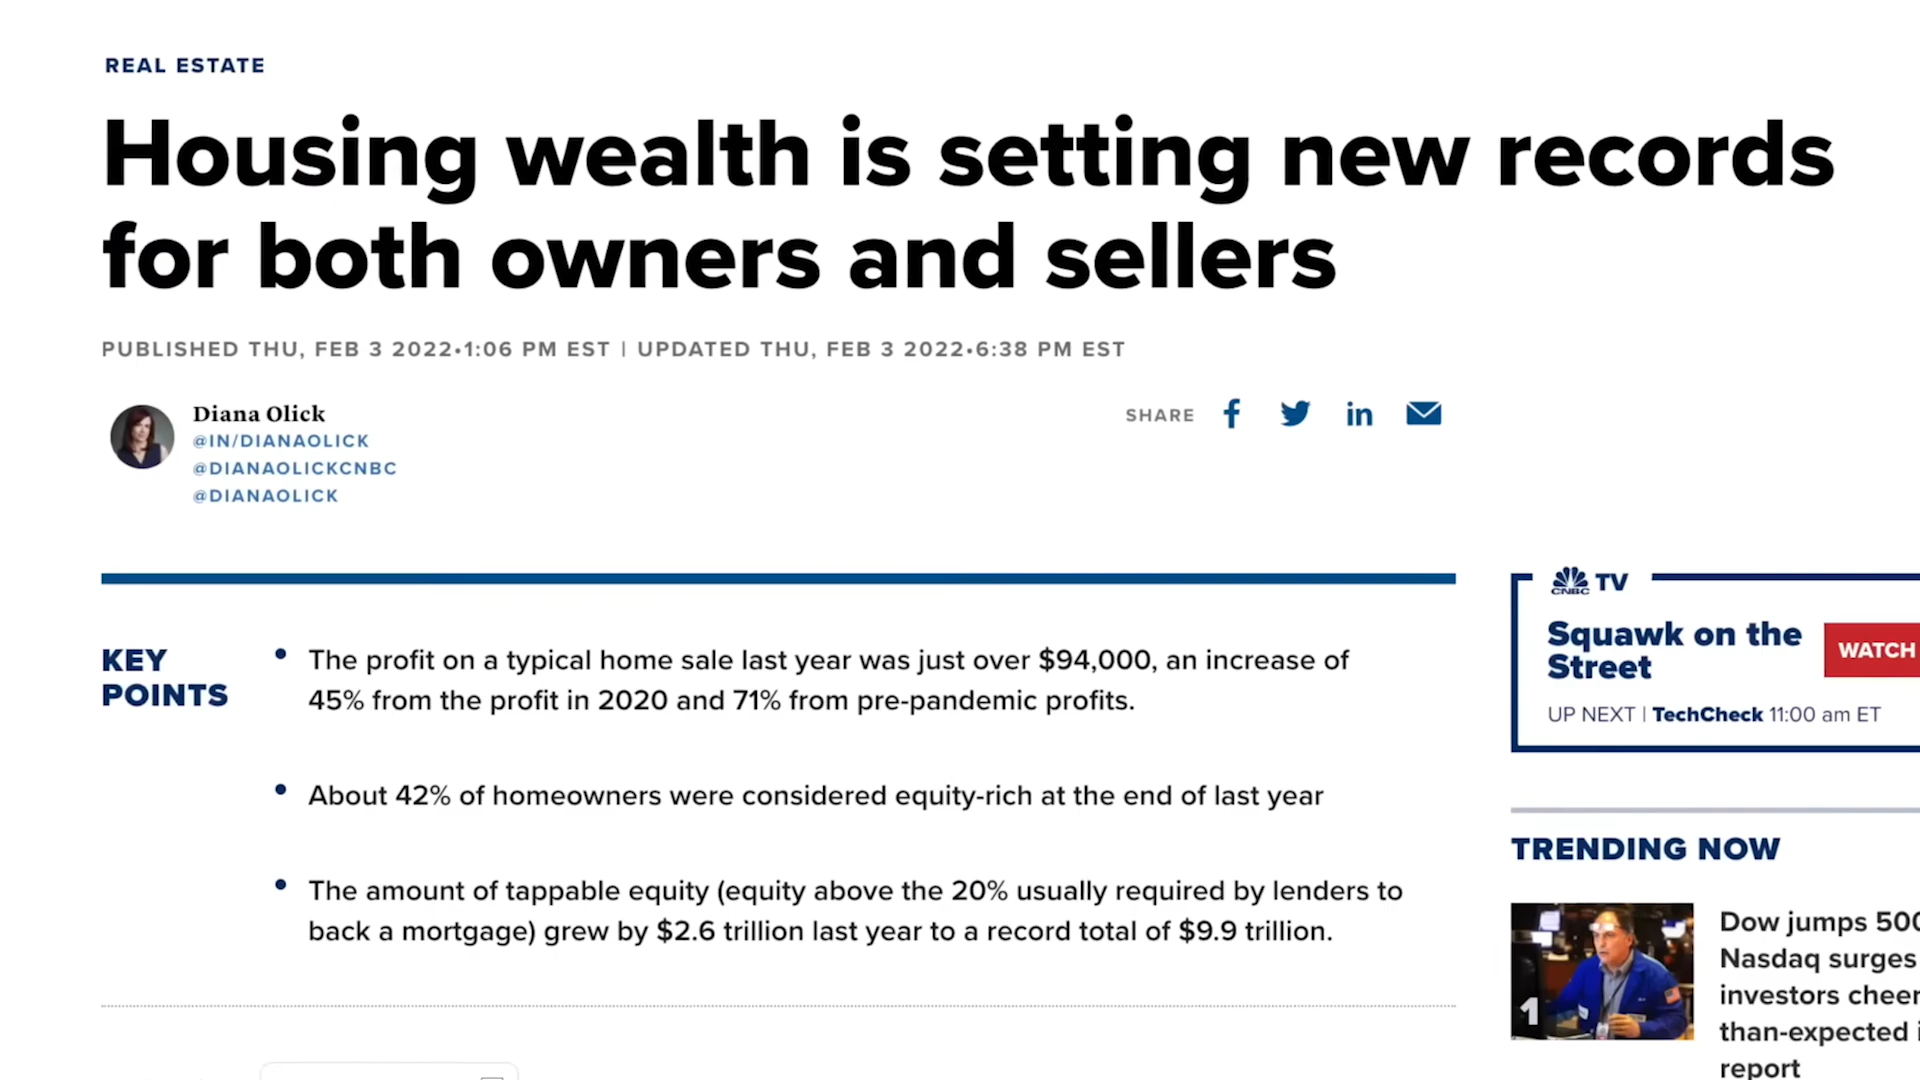 REAL ESTATE
Housing wealth is setting new records
for both owners and sellers
PUBLISHED THU, FEB 3 2022•1:06 PM EST | UPDATED THU, FEB 3 2022•6:38 PM EST
Diana Olick
@IN/DIANAOLICK
@DIANAOLICKCNBC
@DIANAOLICK
SHARE
KEY
POINTS
• The profit on a typical home sale last year was just over $94,000, an increase of
45% from the profit in 2020 and 71% from pre-pandemic profits.
• About 42% of homeowners were considered equity-rich at the end of last year
• The amount of tappable equity (equity above the 20% usually required by lenders to
back a mortgage) grew by $2.6 trillion last year to a record total of $9.9 trillion.
CNBC TV
Squawk on the
Street
WATCH
UP NEXT | TechCheck 11:00 am ET
TRENDING NOW
1
Dow jumps 500
Nasdaq surges
investors cheer
than-expected i
report